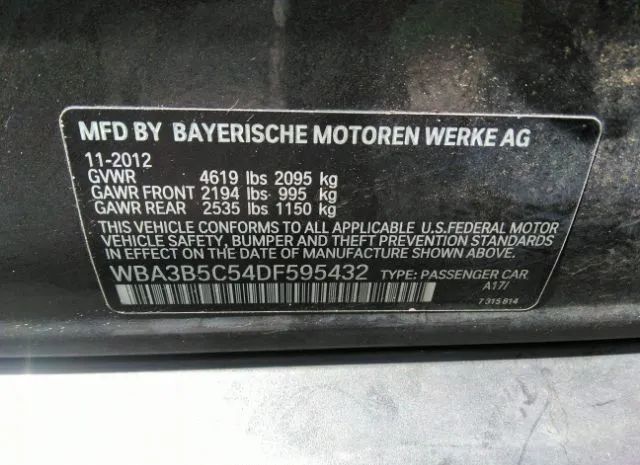 MFD BY BAYERISCHE MOTOREN WERKE AG
11-2012
GVWR 4619 lbs 2095 kg
GAWR FRONT 2194 lbs 995 kg
GAWR REAR 2535 lbs 1150 kg
THIS VEHICLE CONFORMS TO ALL APPLICABLE U.S.FEDERAL MOTOR
VEHICLE SAFETY, BUMPER AND THEFT PREVENTION STANDARDS
IN EFFECT ON THE DATE OF MANUFACTURE SHOWN ABOVE.
WBA3B5C54DF595432 TYPE: PASSENGER CAR
A17/
7 315 814